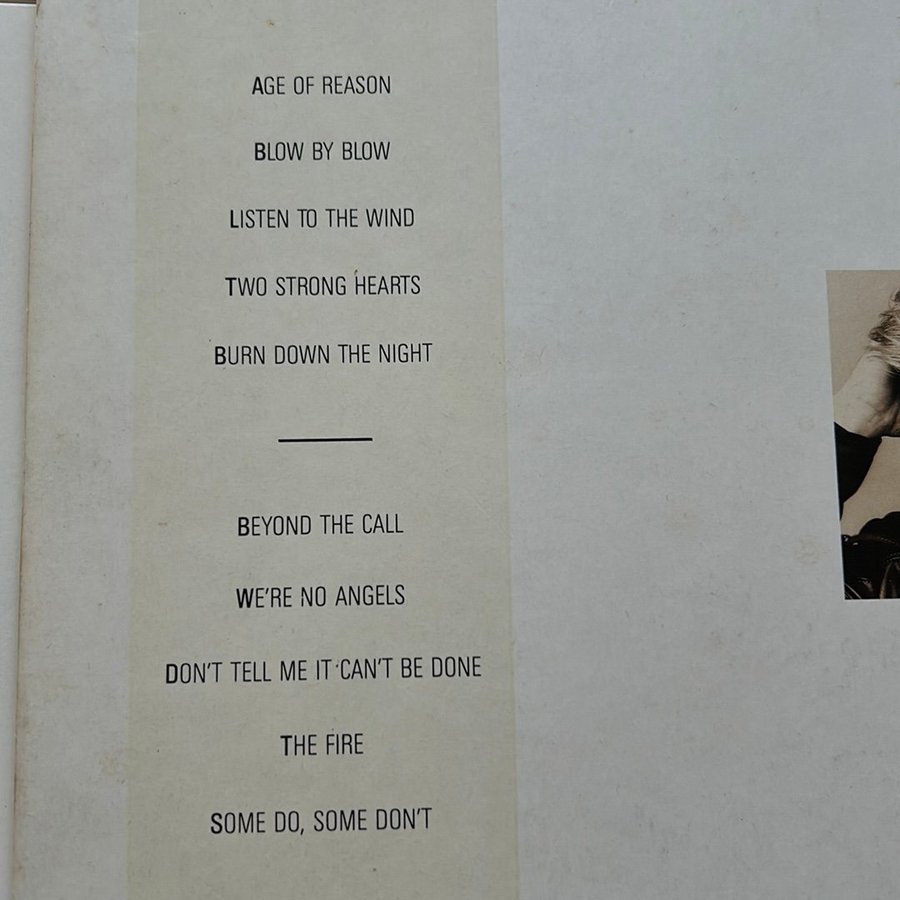 AGE OF REASON
BLOW BY BLOW
LISTEN TO THE WIND
TWO STRONG HEARTS
BURN DOWN THE NIGHT
BEYOND THE CALL
WE'RE NO ANGELS
DON'T TELL ME IT CAN'T BE DONE
THE FIRE
SOME DO, SOME DON'T